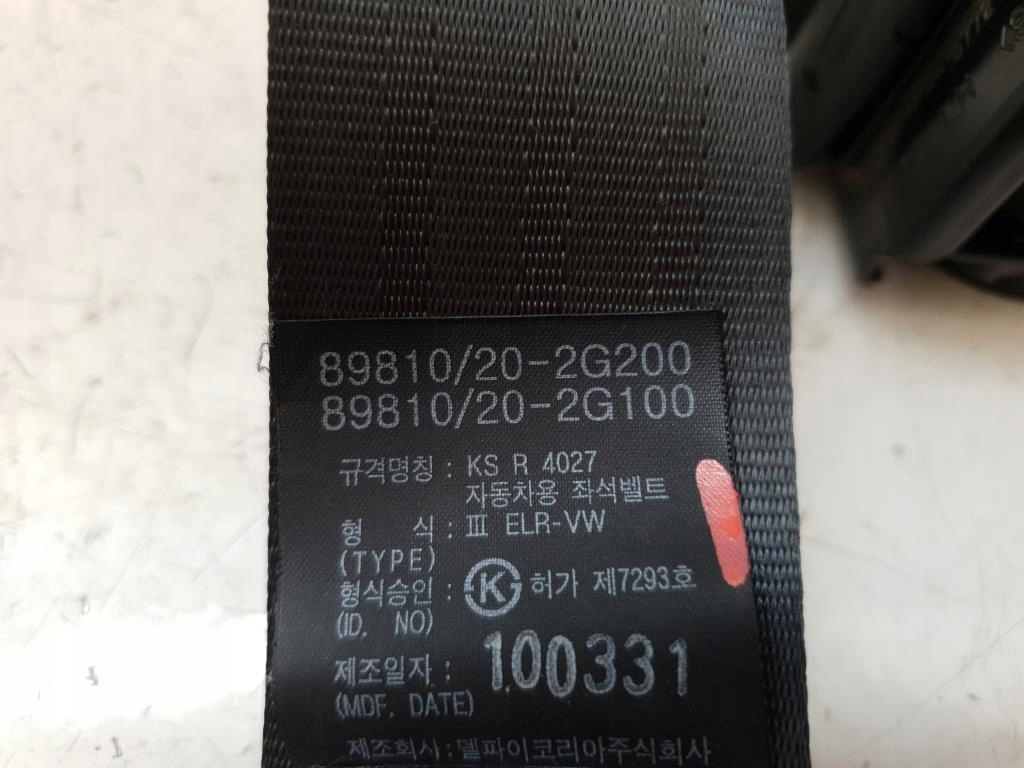 89810/20-2G200
89810/20-2G100
규격명칭 : KS R 4027
자동차용 좌석벨트
형 식 : Ⅲ ELR-VW
(TYPE)
형식승인 : K 허가 제7293호
(ID. NO)
제조일자 : 100331
(MDF. DATE)
제조회사 : 델파이코리아주식회사